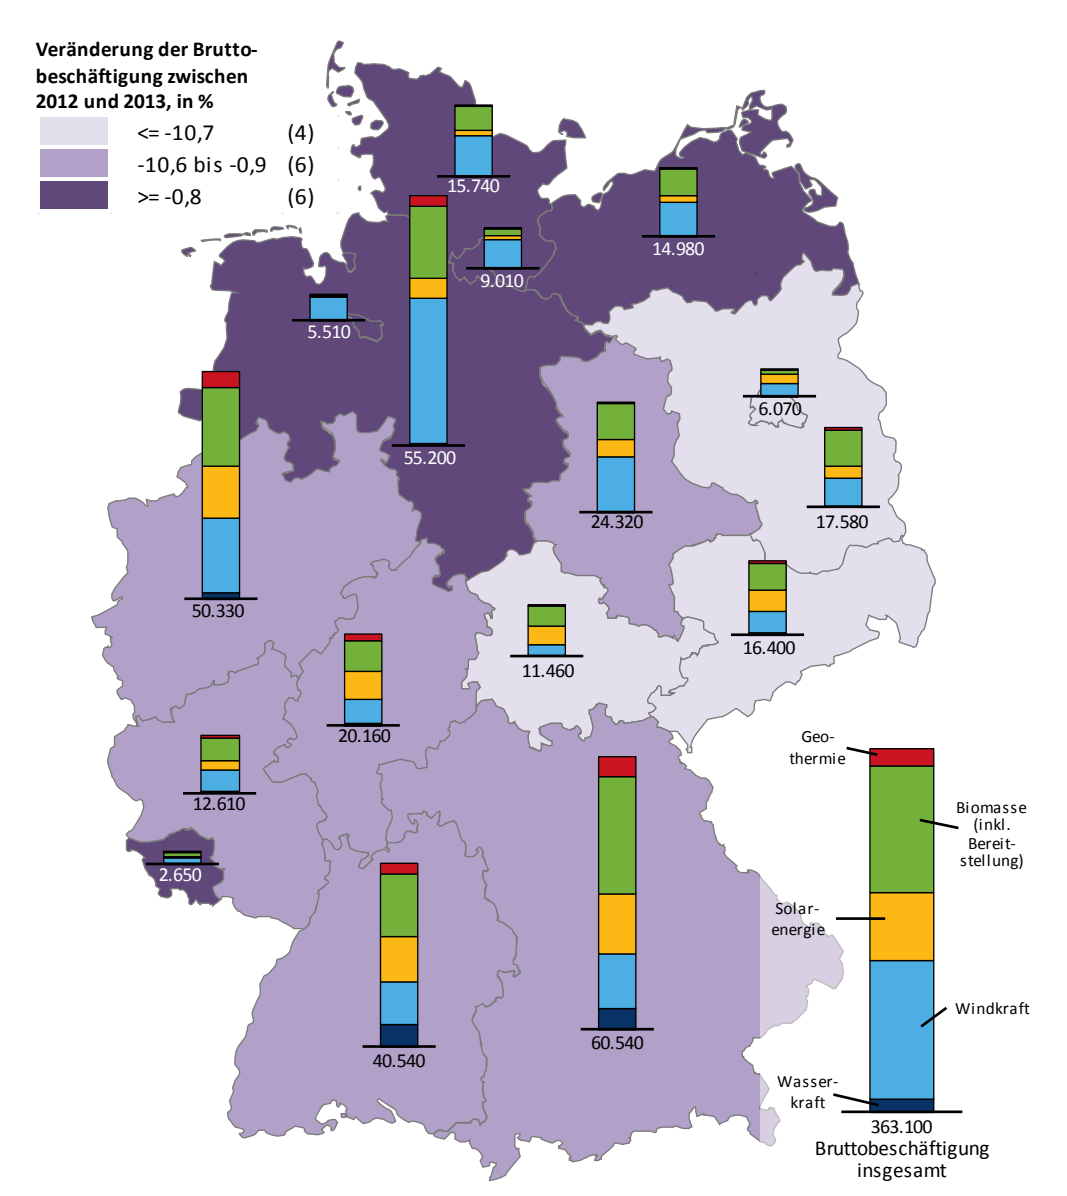 Veränderung der Brutto-
beschäftigung zwischen
2012 und 2013, in %
<= -10,7 (4)
-10,6 bis -0,9 (6)
>= -0,8 (6)
15.740
14.980
9.010
5.510
6.070
55.200
17.580
24.320
50.330
16.400
11.460
20.160
12.610
2.650
60.540
40.540
Geo-
thermie
Biomasse
(inkl.
Bereit-
stellung)
Solar-
energie
Windkraft
Wasser-
kraft
363.100
Bruttobeschäftigung
insgesamt